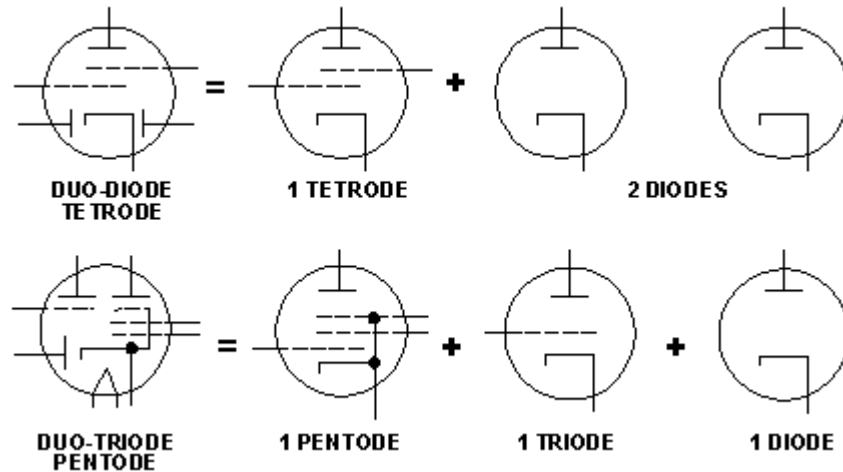 = +
DUO-DIODE
TETRODE
1 TETRODE
2 DIODES
= + +
DUO-TRIODE
PENTODE
1 PENTODE
1 TRIODE
1 DIODE